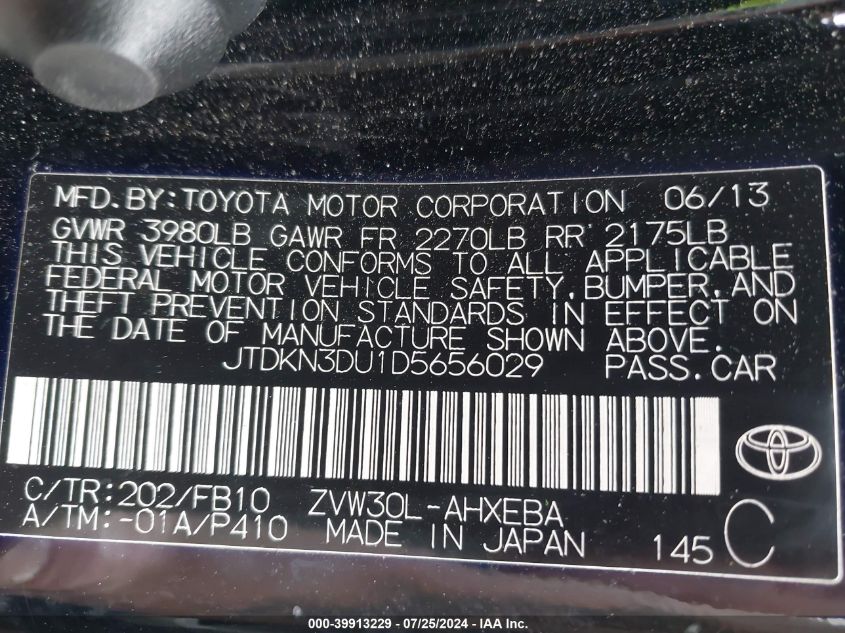 MFD.BY:TOYOTA MOTOR CORPORATION 06/13
GVWR 3980LB GAWR FR 2270LB RR 2175LB
THIS VEHICLE CONFORMS TO ALL APPLICABLE
FEDERAL MOTOR VEHICLE SAFETY,BUMPER,AND
THEFT PREVENTION STANDARDS IN EFFECT ON
THE DATE OF MANUFACTURE SHOWN ABOVE.
JTDKN3DU1D5656029 PASS.CAR
C/TR:202/FB10 ZVW30L-AHXEBA
A/TM:-01A/P410 MADE IN JAPAN 145 C
000-39913229 / 07/25/2024 - IAA Inc.